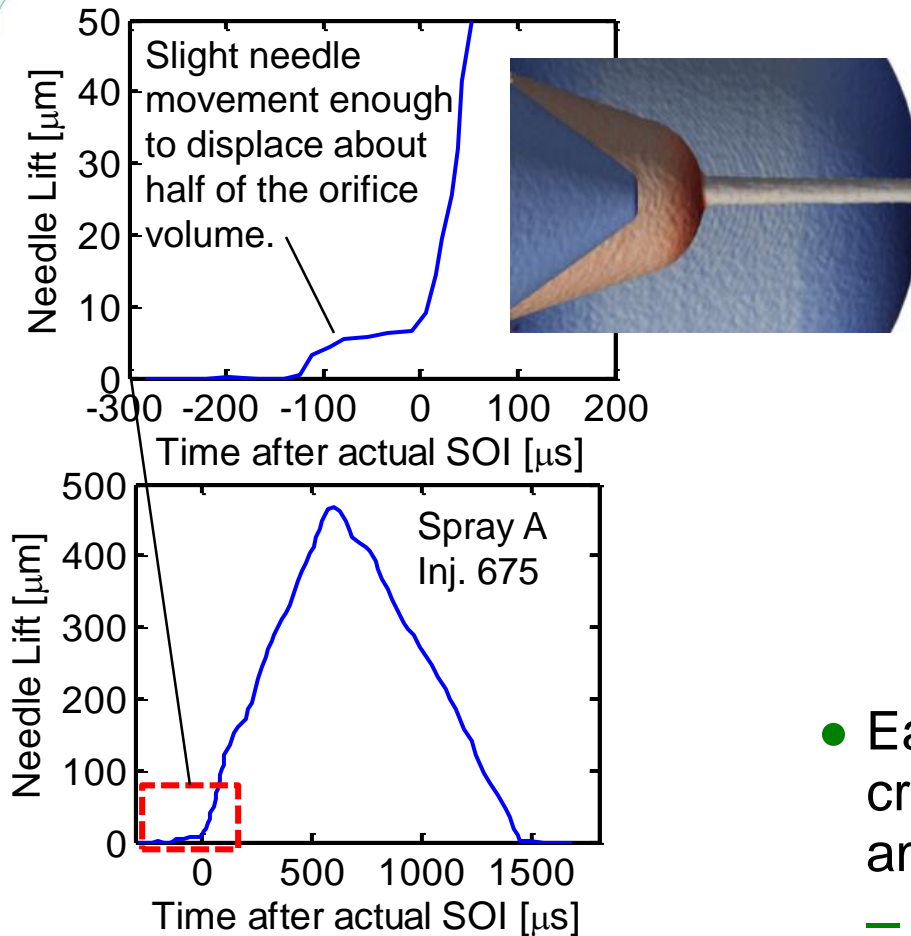 50
40
30
20
10
0
Needle Lift [μm]
Slight needle
movement enough
to displace about
half of the orifice
volume.
-300 -200 -100 0 100 200
Time after actual SOI [μs]
500
400
300
200
100
0
Needle Lift [μm]
Spray A
Inj. 675
0 500 1000 1500
Time after actual SOI [μs]